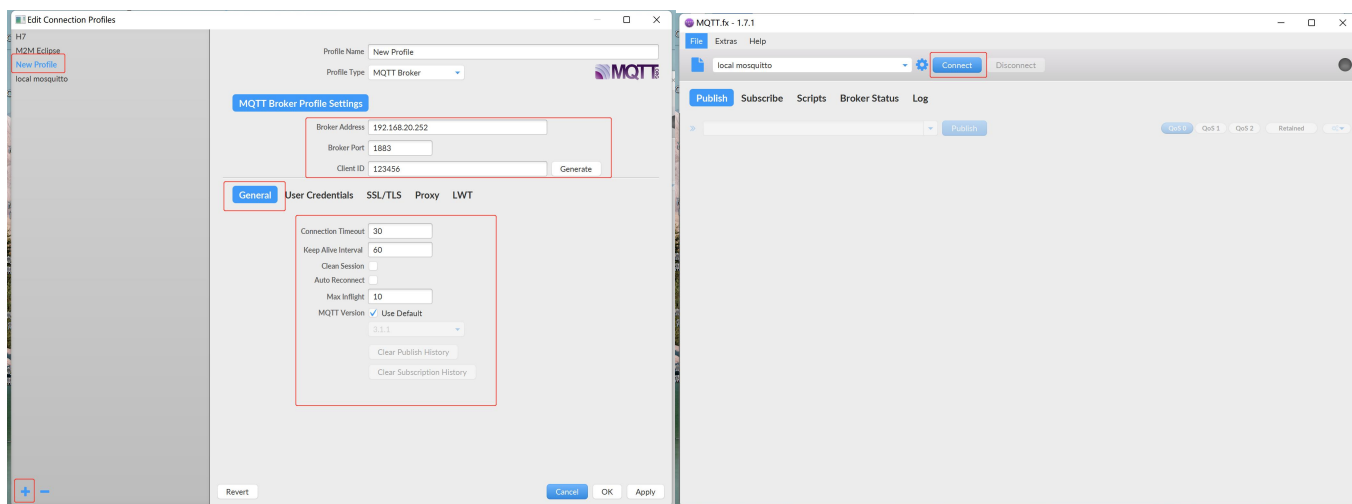 Edit Connection Profiles
H7
M2M Eclipse
New Profile
local mosquitto
Profile Name New Profile
Profile Type MQTT Broker
MQTT
MQTT Broker Profile Settings
Broker Address 192.168.20.252
Broker Port 1883
Client ID 123456 Generate
General User Credentials SSL/TLS Proxy LWT
Connection Timeout 30
Keep Alive Interval 60
Clean Session
Auto Reconnect
Max Inflight 10
MQTT Version Use Default
3.1.1
Clear Publish History
Clear Subscription History
Revert Cancel OK Apply
MQTT.fx - 1.7.1
File Extras Help
local mosquitto Connect Disconnect
Publish Subscribe Scripts Broker Status Log
Publish QoS 0 QoS 1 QoS 2 Retained